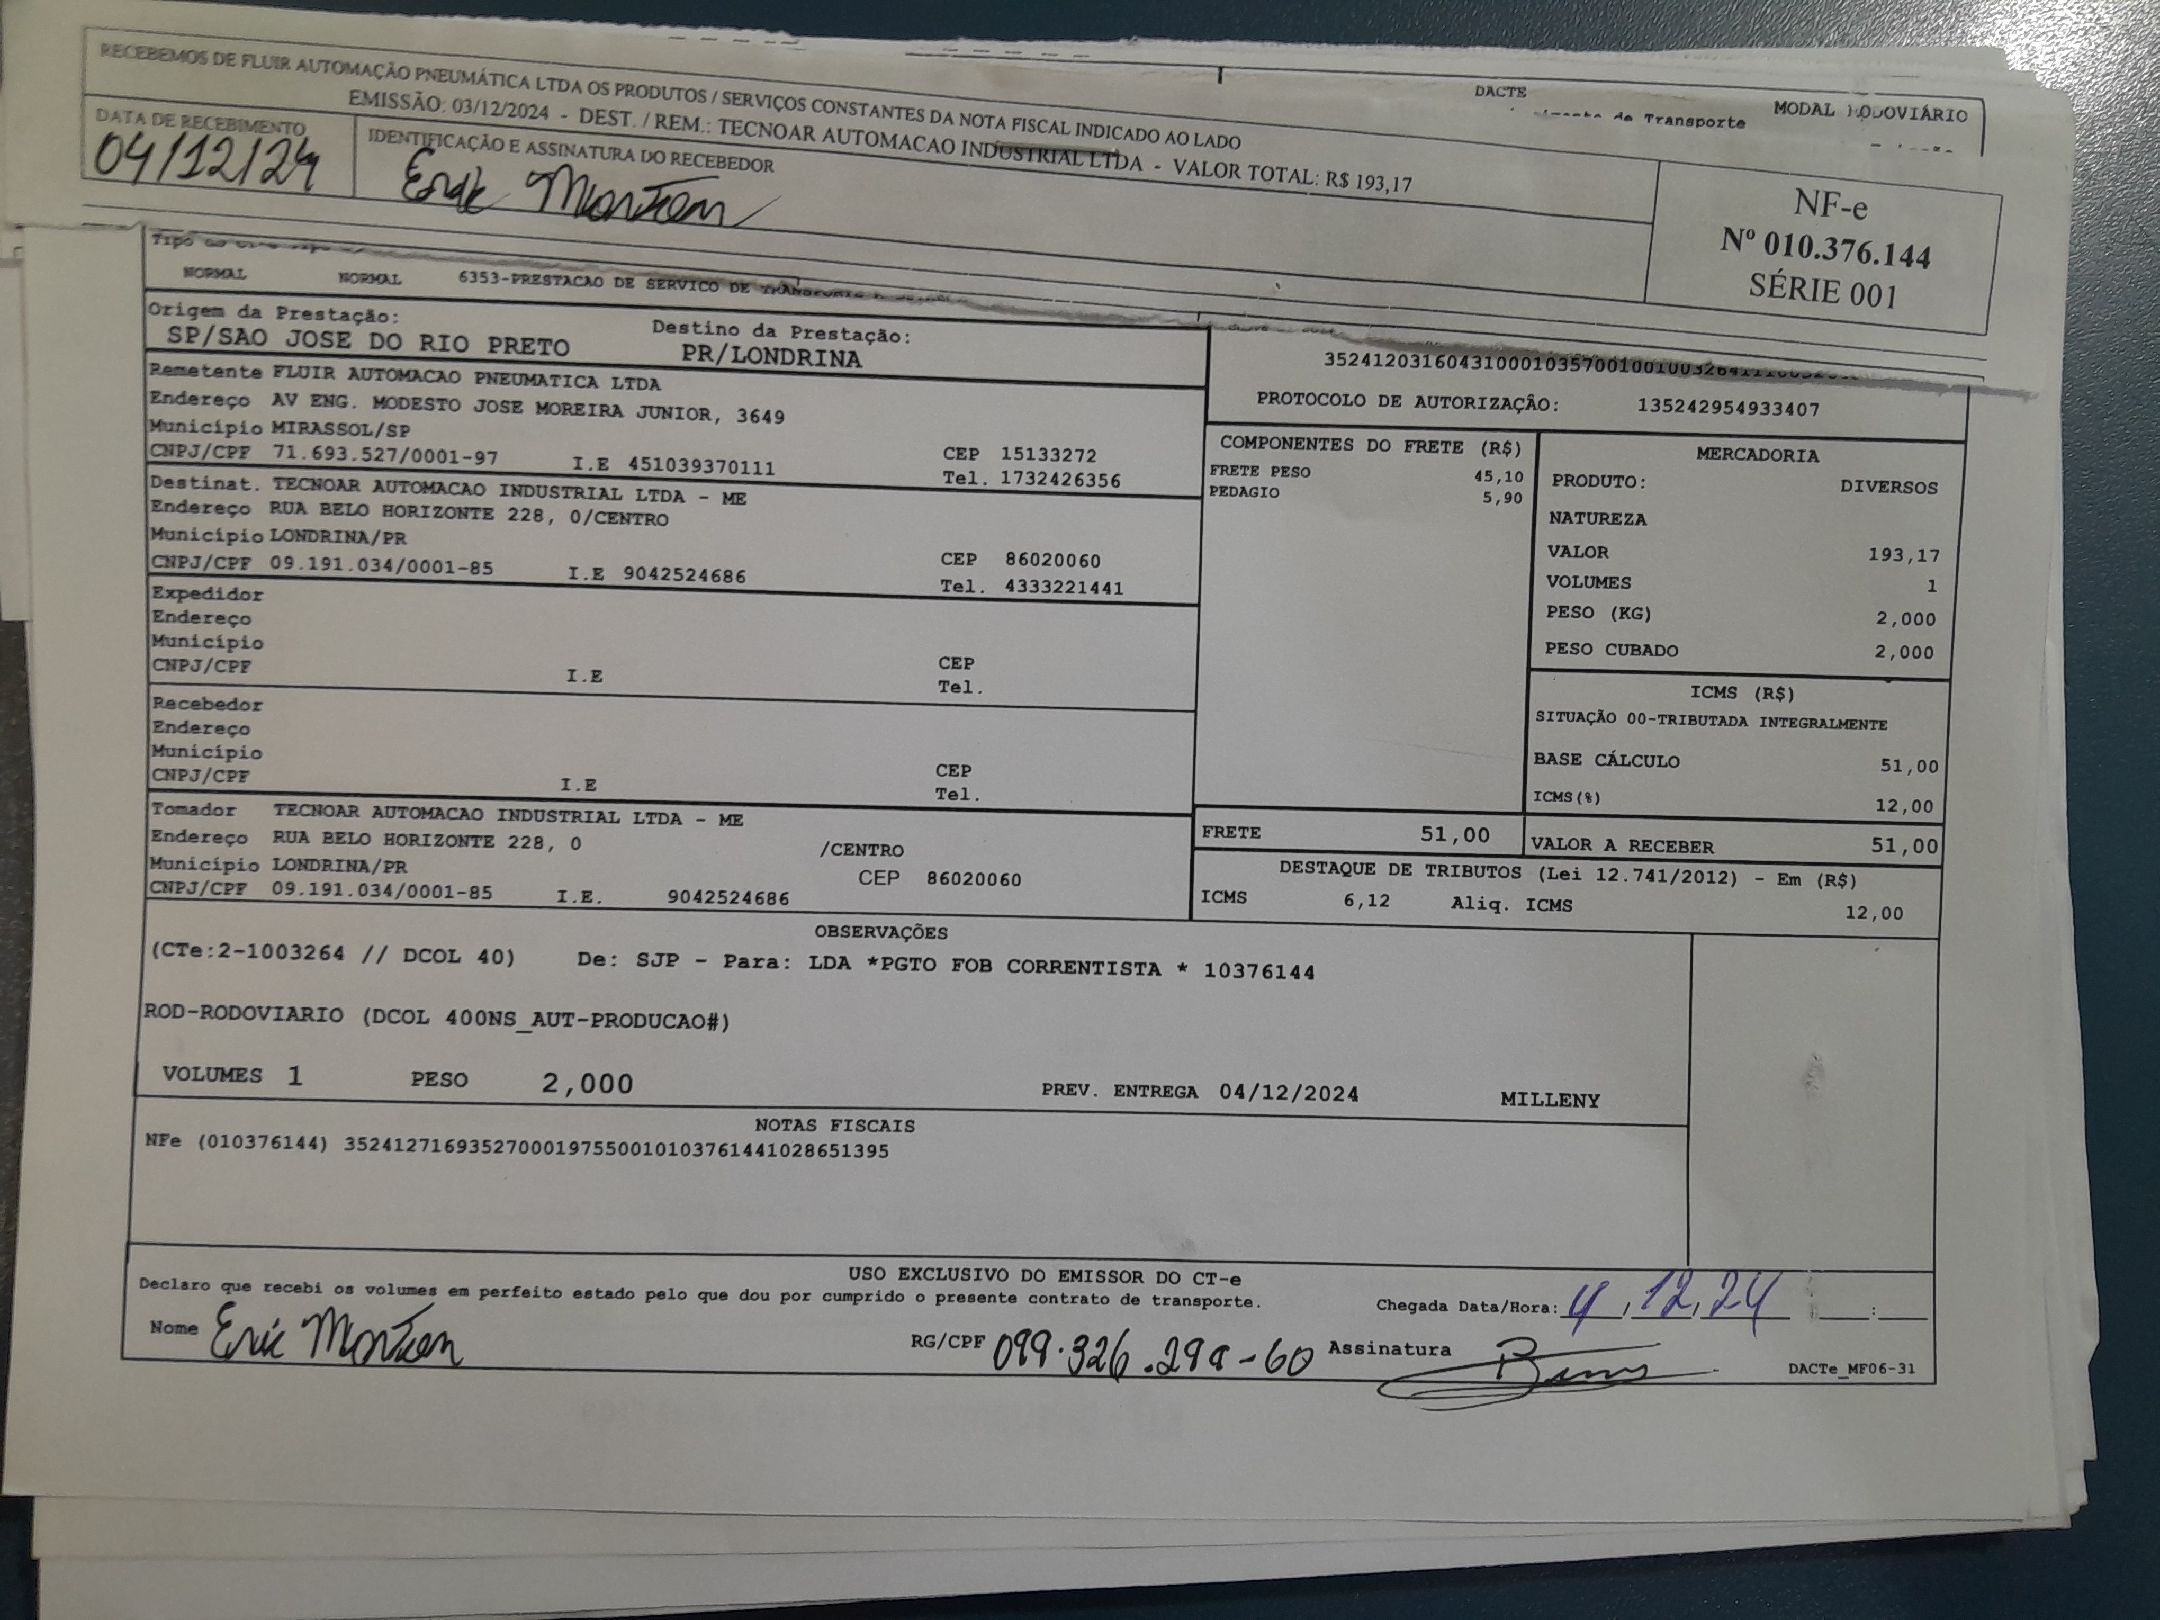 RECEBEMOS DE FLUIR AUTOMAÇÃO PNEUMÁTICA LTDA OS PRODUTOS / SERVIÇOS CONSTANTES DA NOTA FISCAL INDICADO AO LADO
EMISSÃO: 03/12/2024 - DEST. / REM.: TECNOAR AUTOMACAO INDUSTRIAL LTDA - VALOR TOTAL: R$ 193,17
DATA DE RECEBIMENTO
04/12/24
IDENTIFICAÇÃO E ASSINATURA DO RECEBEDOR
DACTE
de Transporte
MODAL RODOVIÁRIO
NF-e
Nº 010.376.144
SÉRIE 001
NORMAL NORMAL 6353-PRESTACAO DE SERVICO DE
Origem da Prestação: Destino da Prestação:
SP/SAO JOSE DO RIO PRETO PR/LONDRINA
Remetente FLUIR AUTOMACAO PNEUMATICA LTDA
Endereço AV ENG. MODESTO JOSE MOREIRA JUNIOR, 3649
Município MIRASSOL/SP CEP 15133272
CNPJ/CPF 71.693.527/0001-97 I.E 451039370111 Tel. 1732426356
Destinat. TECNOAR AUTOMACAO INDUSTRIAL LTDA - ME
Endereço RUA BELO HORIZONTE 228, 0/CENTRO
Município LONDRINA/PR CEP 86020060
CNPJ/CPF 09.191.034/0001-85 I.E 9042524686 Tel. 4333221441
Expedidor
Endereço
Município CEP
CNPJ/CPF I.E Tel.
Recebedor
Endereço
Município CEP
CNPJ/CPF I.E Tel.
Tomador TECNOAR AUTOMACAO INDUSTRIAL LTDA - ME
Endereço RUA BELO HORIZONTE 228, 0 /CENTRO
Município LONDRINA/PR CEP 86020060
CNPJ/CPF 09.191.034/0001-85 I.E. 9042524686
PROTOCOLO DE AUTORIZAÇÃO: 135242954933407
COMPONENTES DO FRETE (R$)
FRETE PESO 45,10
PEDAGIO 5,90
MERCADORIA
PRODUTO: DIVERSOS
NATUREZA
VALOR 193,17
VOLUMES 1
PESO (KG) 2,000
PESO CUBADO 2,000
ICMS (R$)
SITUAÇÃO 00-TRIBUTADA INTEGRALMENTE
BASE CÁLCULO 51,00
ICMS(%) 12,00
FRETE 51,00 VALOR A RECEBER 51,00
DESTAQUE DE TRIBUTOS (Lei 12.741/2012) - Em (R$)
ICMS 6,12 Aliq. ICMS 12,00
OBSERVAÇÕES
(CTe:2-1003264 // DCOL 40) De: SJP - Para: LDA *PGTO FOB CORRENTISTA * 10376144
ROD-RODOVIARIO (DCOL 400NS_AUT-PRODUCAO#)
VOLUMES 1 PESO 2,000 PREV. ENTREGA 04/12/2024 MILLENY
NOTAS FISCAIS
NFe (010376144) 35241271693527000197550010103761441028651395
USO EXCLUSIVO DO EMISSOR DO CT-e
Declaro que recebi os volumes em perfeito estado pelo que dou por cumprido o presente contrato de transporte.
Chegada Data/Hora: 4, 12, 24 :
Nome Eric RG/CPF Assinatura
DACTe_MF06-31